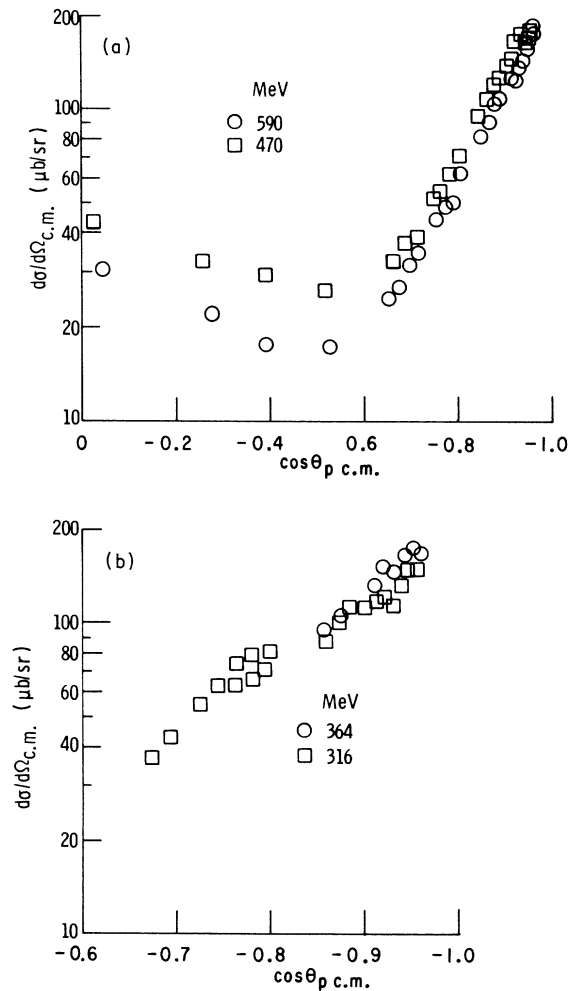 (a)
MeV
590
470
dσ/dΩc.m. (μb/sr)
200
100
80
60
40
20
10
0 -0.2 -0.4 0.6 -0.8 -1.0
cosθp c.m.
(b)
MeV
364
316
dσ/dΩc.m. (μb/sr)
200
100
80
60
40
20
10
-0.6 -0.7 -0.8 -0.9 -1.0
cosθp c.m.